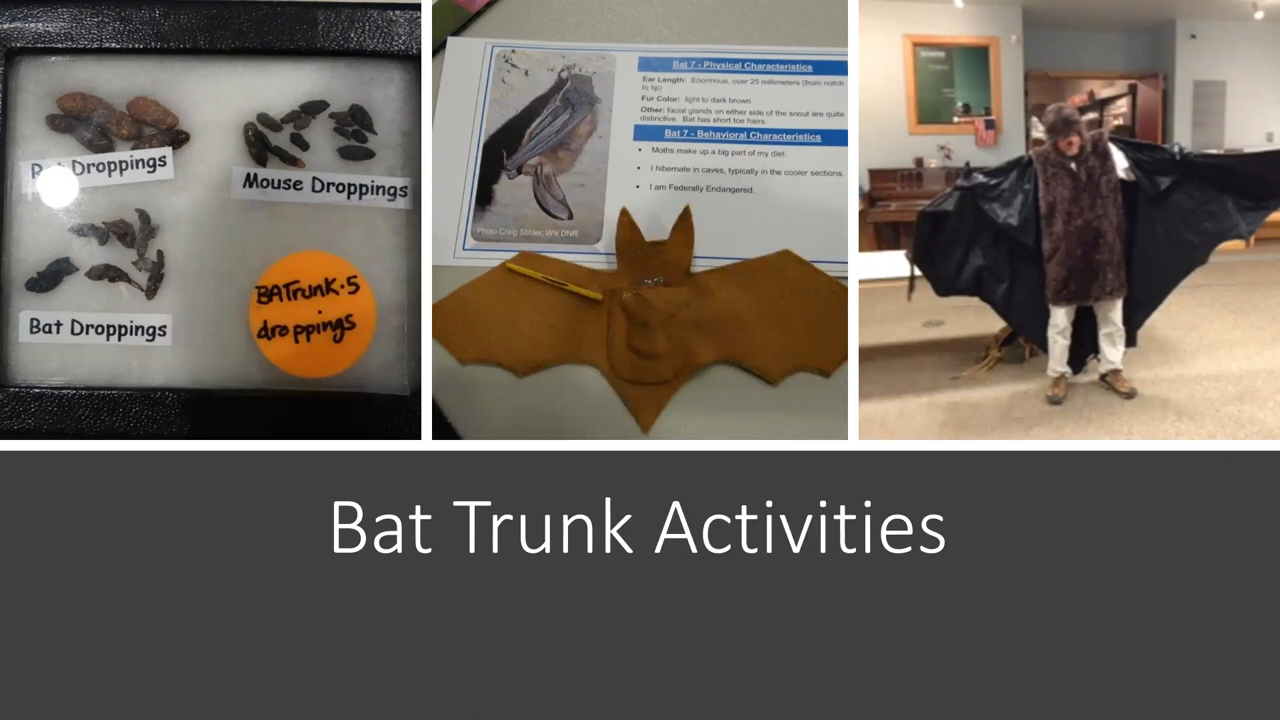 Droppings
Mouse Droppings
Bat Droppings
BATrunk·5
droppings
Bat 7 - Physical Characteristics
Ear Length: Enormous, over 25 millimeters (from notch
to tip)
Fur Color: light to dark brown
Other: facial glands on either side of the snout are quite
distinctive. Bat has short toe hairs.
Bat 7 - Behavioral Characteristics
• Moths make up a big part of my diet.
• I hibernate in caves, typically in the cooler sections.
• I am Federally Endangered.
Photo Craig Stihler, WV DNR
Bat Trunk Activities